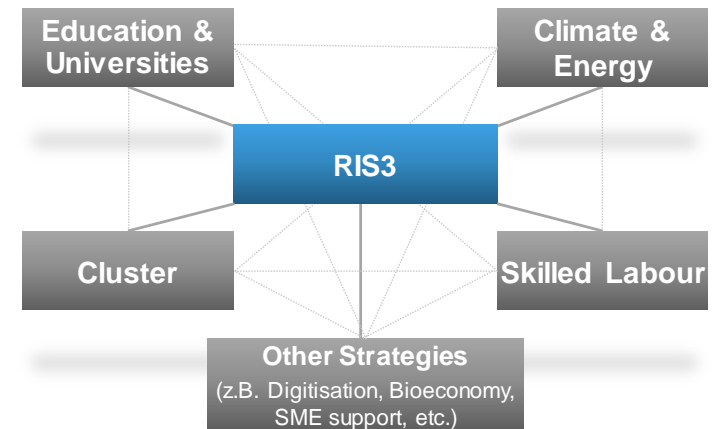 Education &
Universities
Climate &
Energy
RIS3
Cluster
Skilled Labour
Other Strategies
(z.B. Digitisation, Bioeconomy,
SME support, etc.)